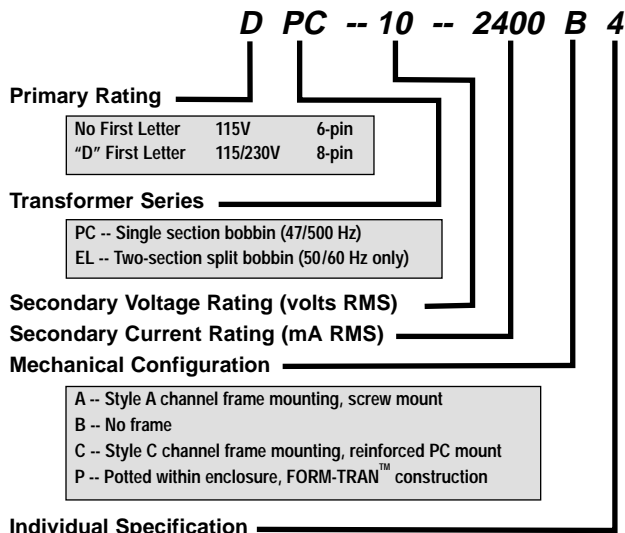 D PC -- 10 -- 2400 B 4
Primary Rating
No First Letter 115V 6-pin
“D” First Letter 115/230V 8-pin
Transformer Series
PC -- Single section bobbin (47/500 Hz)
EL -- Two-section split bobbin (50/60 Hz only)
Secondary Voltage Rating (volts RMS)
Secondary Current Rating (mA RMS)
Mechanical Configuration
A -- Style A channel frame mounting, screw mount
B -- No frame
C -- Style C channel frame mounting, reinforced PC mount
P -- Potted within enclosure, FORM-TRAN™ construction
Individual Specification